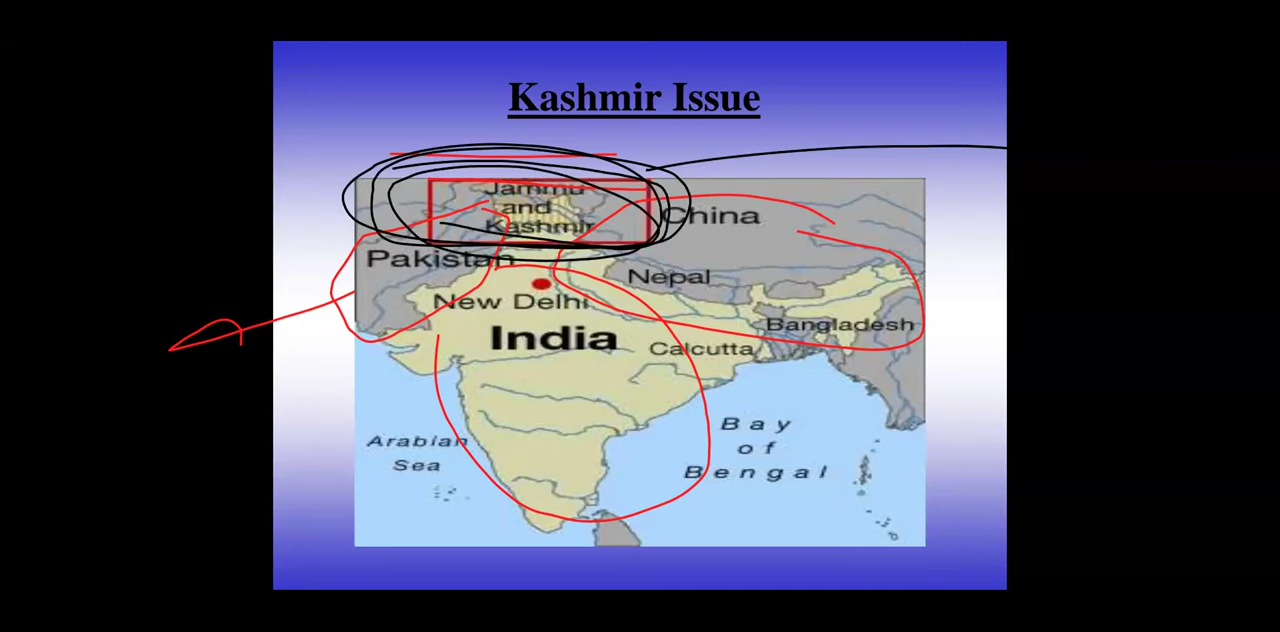 Kashmir Issue
Jammu
and
Kashmir
China
Pakistan
Nepal
New Delhi
Bangladesh
India
Calcutta
Arabian
Sea
Bay
of
Bengal